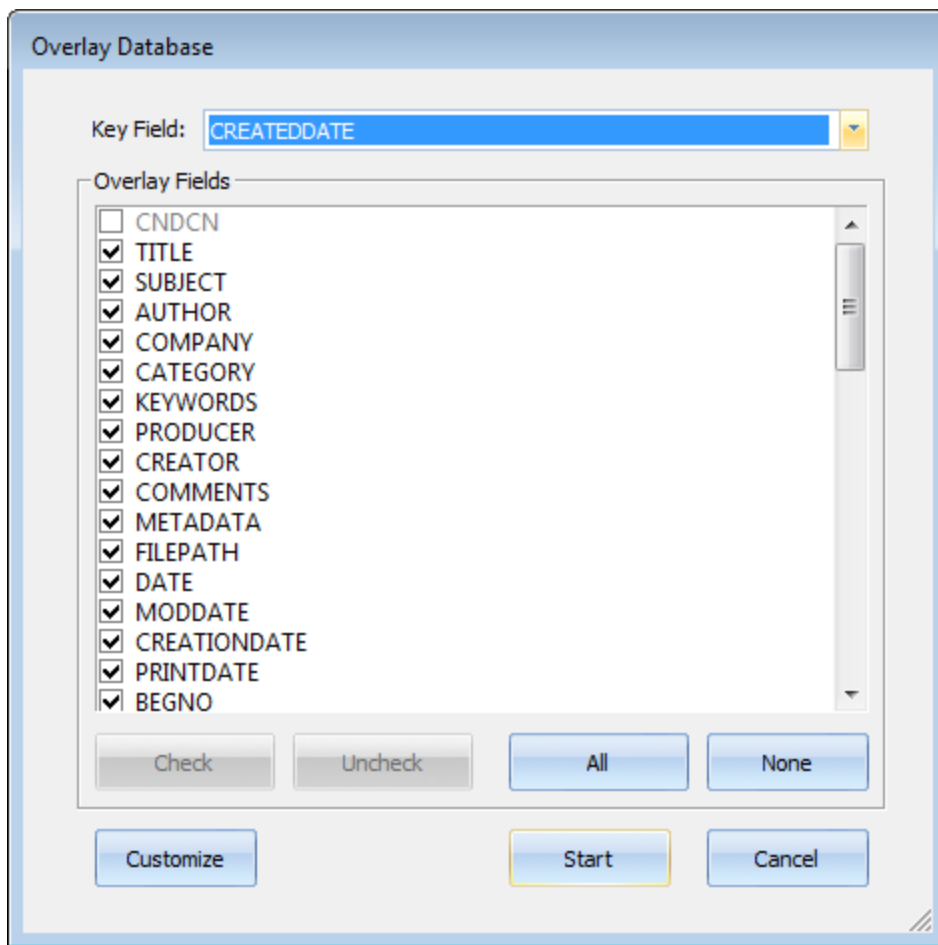 Overlay Database
Key Field: CREATEDDATE
Overlay Fields
CNDCN
TITLE
SUBJECT
AUTHOR
COMPANY
CATEGORY
KEYWORDS
PRODUCER
CREATOR
COMMENTS
METADATA
FILEPATH
DATE
MODDATE
CREATIONDATE
PRINTDATE
BEGNO
Check Uncheck All None
Customize Start Cancel